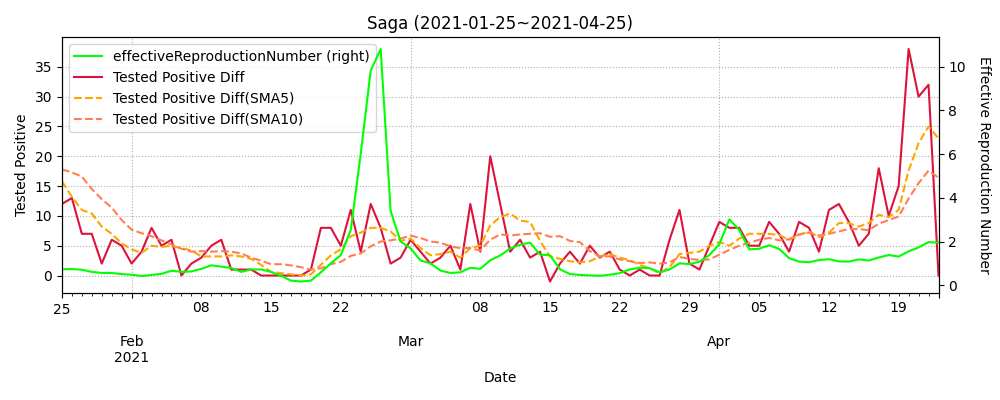 Saga (2021-01-25~2021-04-25)
effectiveReproductionNumber (right)
Tested Positive Diff
Tested Positive Diff(SMA5)
Tested Positive Diff(SMA10)
Tested Positive
35
30
25
20
15
10
5
0
Effective Reproduction Number
10
8
6
4
2
0
25 08 15 22 08 15 22 29 05 12 19
Feb Mar Apr
2021
Date